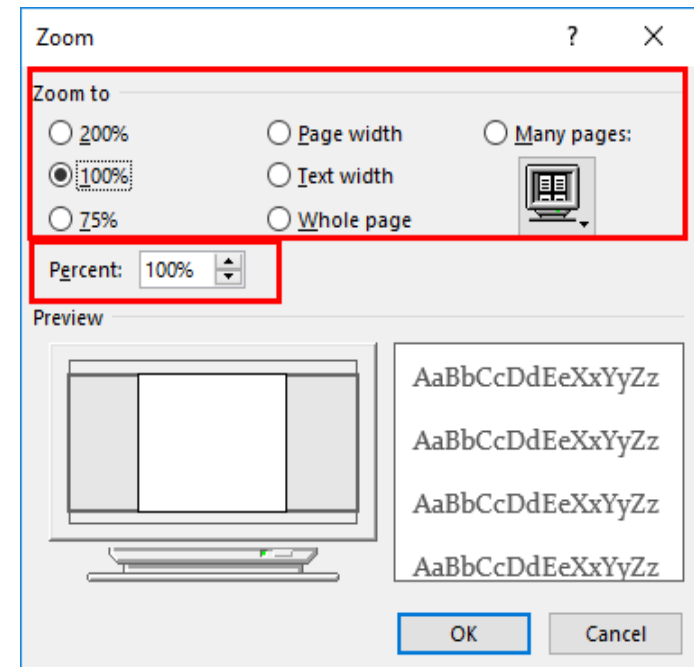 Zoom ?
Zoom to
200% Page width Many pages:
100% Text width
75% Whole page
Percent: 100%
Preview
AaBbCcDdEeXxYyZz
AaBbCcDdEeXxYyZz
AaBbCcDdEeXxYyZz
AaBbCcDdEeXxYyZz
OK Cancel